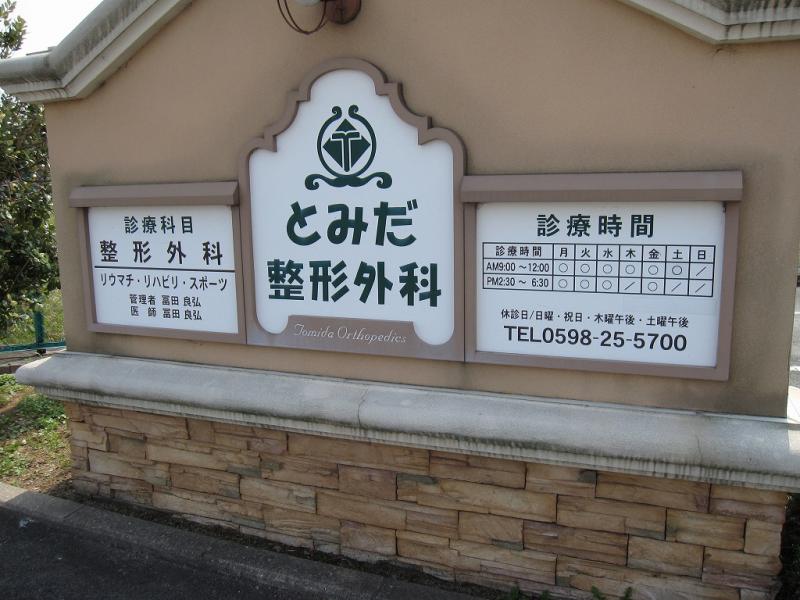 診療科目
整形外科
リウマチ・リハビリ・スポーツ
管理者 冨田 良弘
医師 冨田 良弘
とみだ
整形外科
Tomida Orthopedics
診療時間
診療時間 月 火 水 木 金 土 日
AM9:00～12:00 ○ ○ ○ ○ ○ ○ ／
PM2:30～ 6:30 ○ ○ ○ ／ ○ ／ ／
休診日/日曜・祝日・木曜午後・土曜午後
TEL0598-25-5700